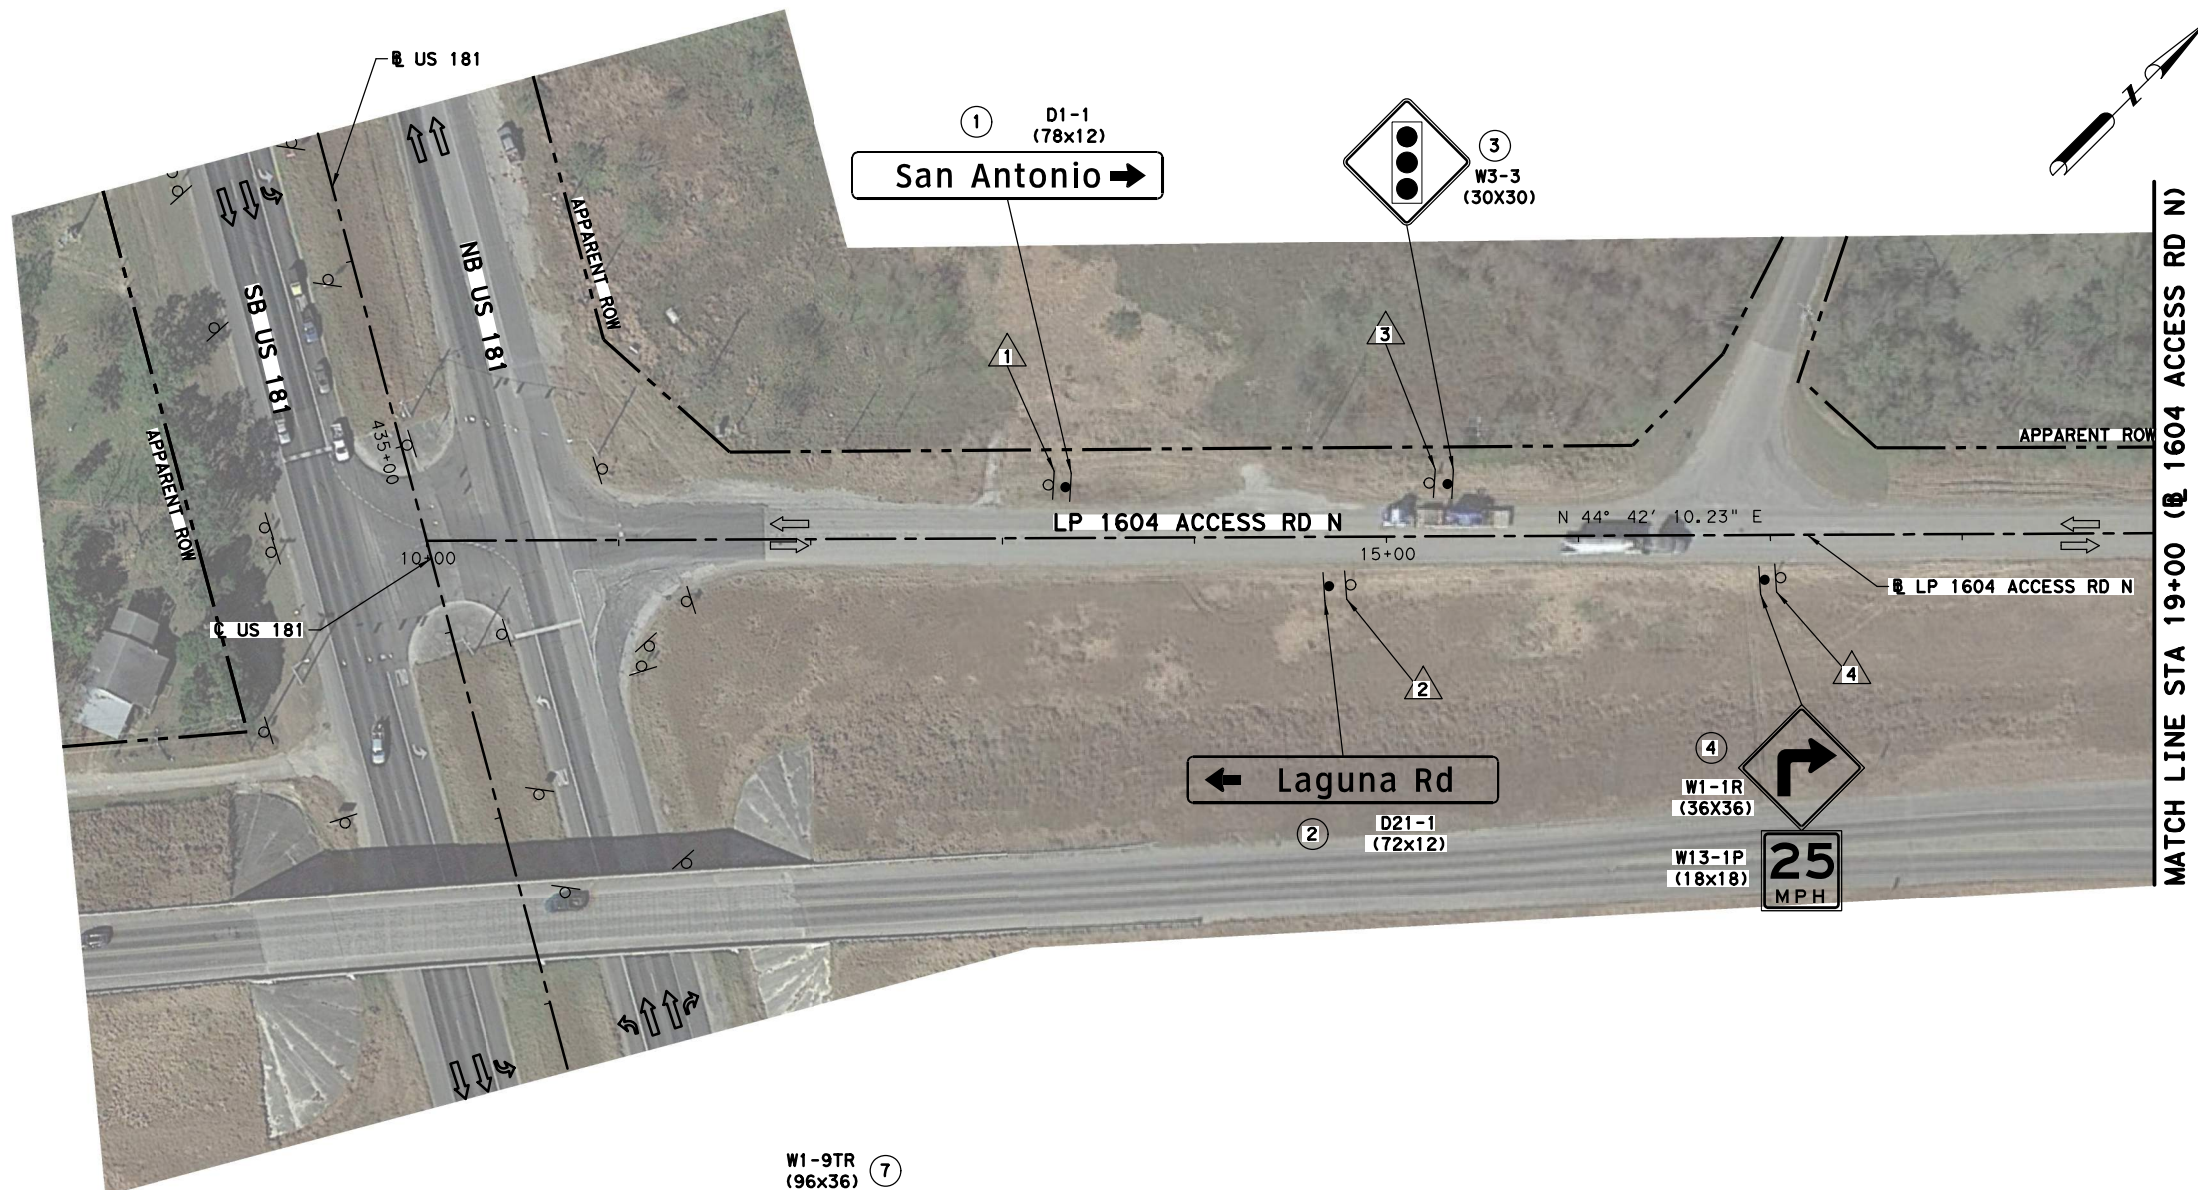 ℄ US 181
1
D1-1
(78x12)
San Antonio
3
W3-3
(30X30)
MATCH LINE STA 19+00 (℄ 1604 ACCESS RD N)
APPARENT ROW
NB US 181
SB US 181
1
3
435+00
APPARENT ROW
APPARENT ROW
LP 1604 ACCESS RD N
N 44° 42' 10.23" E
10+00
15+00
℄ LP 1604 ACCESS RD N
℄ US 181
2
4
Laguna Rd
4
W1-1R
(36X36)
2
D21-1
(72x12)
W13-1P
(18x18)
25
MPH
W1-9TR
(96x36)
7